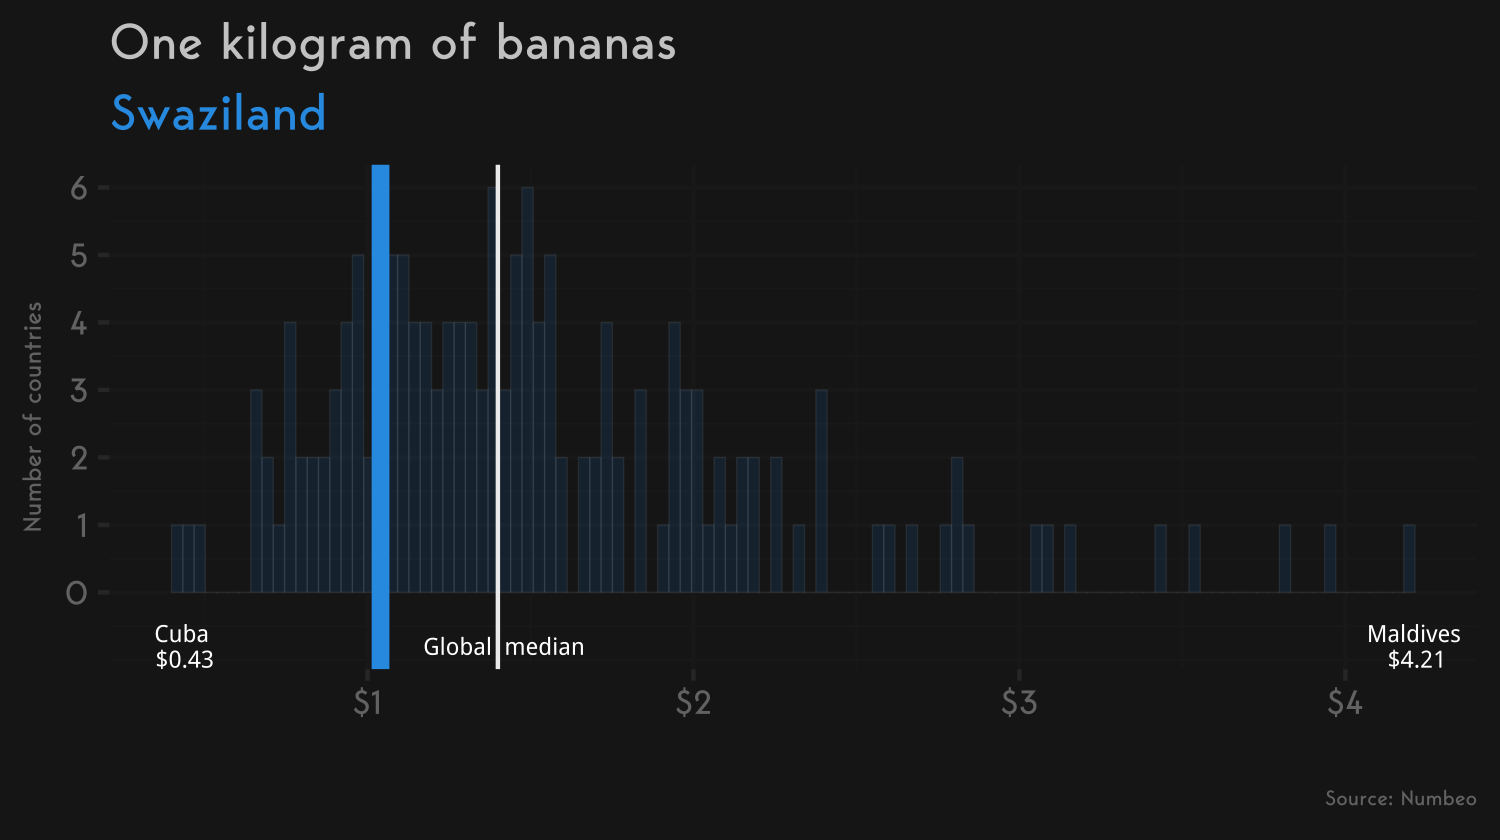 One kilogram of bananas
Swaziland
Number of countries
6
5
4
3
2
1
0
Cuba
$0.43
Global median
Maldives
$4.21
$1 $2 $3 $4
Source: Numbeo